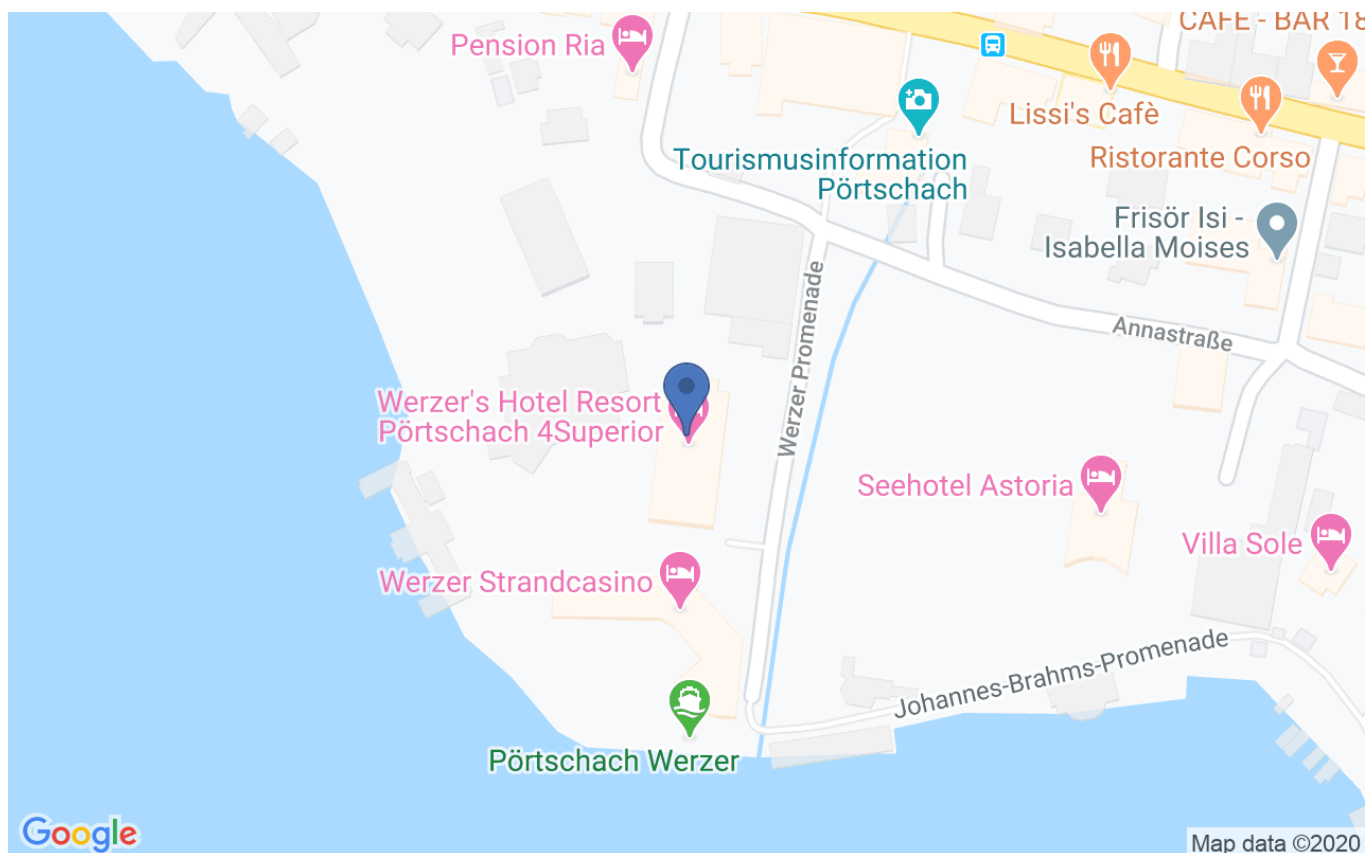 CAFE - BAR 18
Pension Ria
Lissi's Cafè
Tourismusinformation
Pörtschach
Ristorante Corso
Frisör Isi -
Isabella Moises
Werzer Promenade
Annastraße
Werzer's Hotel Resort
Pörtschach 4Superior
Seehotel Astoria
Villa Sole
Werzer Strandcasino
Johannes-Brahms-Promenade
Pörtschach Werzer
Google
Map data ©2020